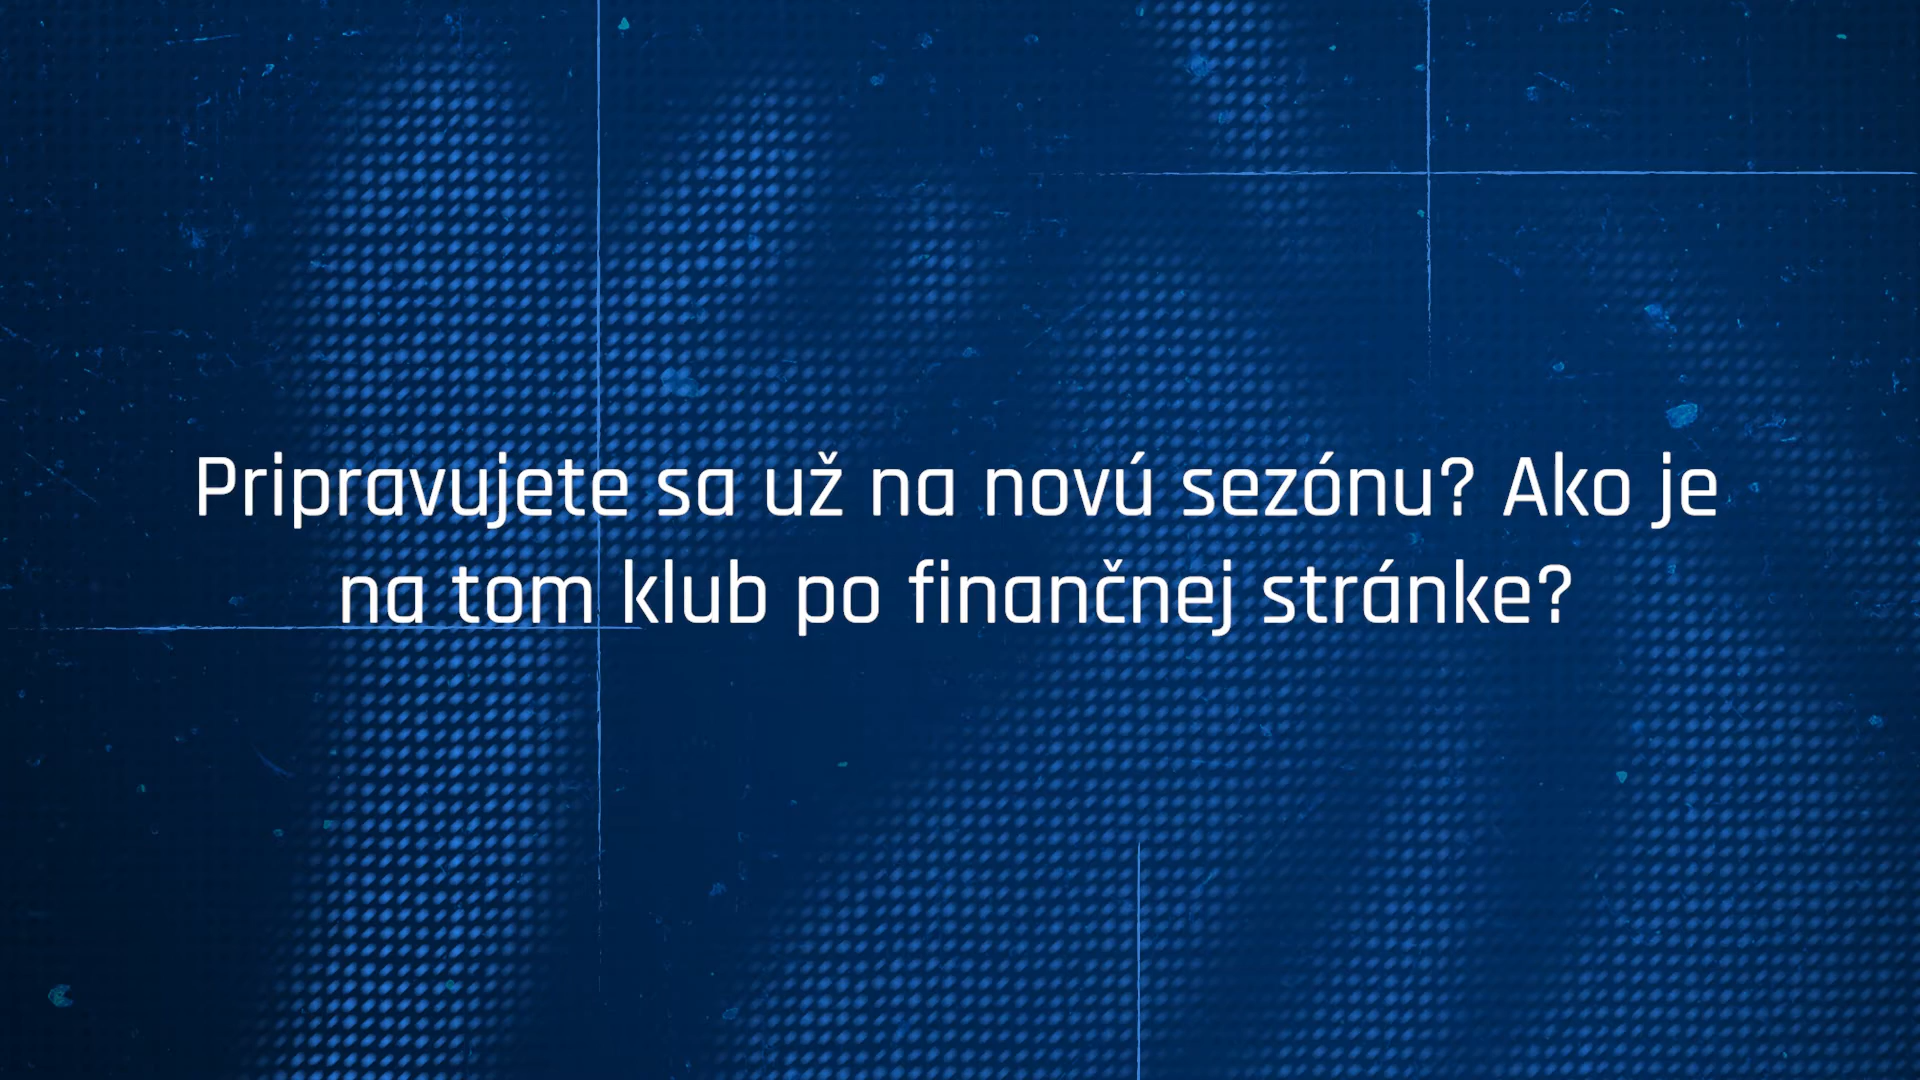 Pripravujete sa už na novú sezónu? Ako je
na tom klub po finančnej stránke?